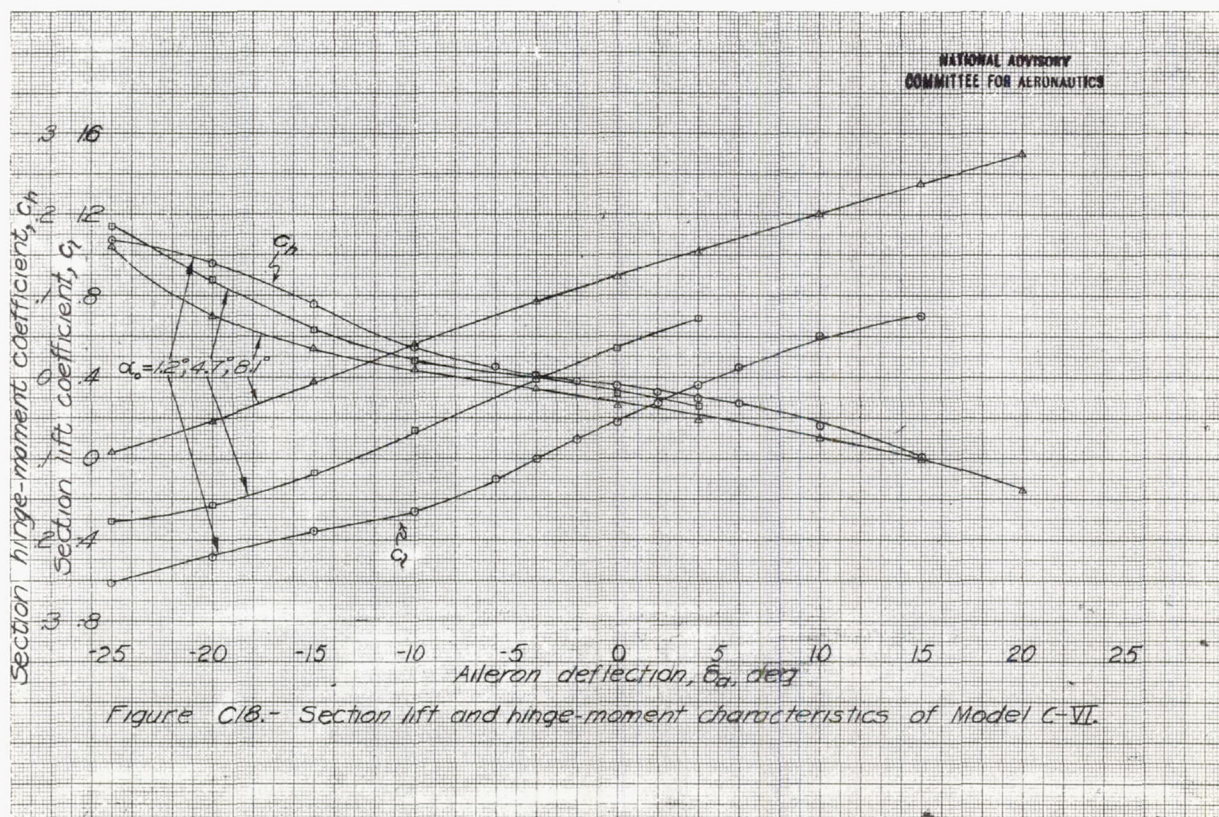 NATIONAL ADVISORY
COMMITTEE FOR AERONAUTICS
Section hinge-moment coefficient, ch
Section lift coefficient, cl
.3 1.6
.2 1.2
.1 .8
0 .4
-.1 0
-.2 -.4
-.3 -.8
ch
α₀=1.2°, 4.7°, 8.1°
cl
-25 -20 -15 -10 -5 0 5 10 15 20 25
Aileron deflection, δa, deg
Figure C18.- Section lift and hinge-moment characteristics of Model C-VI.